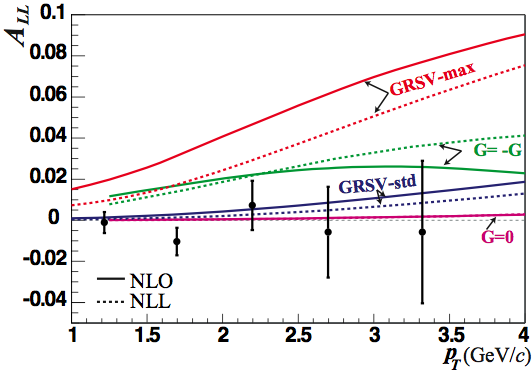 A_LL
0.1
0.08
0.06
0.04
0.02
0
-0.02
-0.04
GRSV-max
G= -G
GRSV-std
G=0
NLO
NLL
1 1.5 2 2.5 3 3.5 4
p_T (GeV/c)